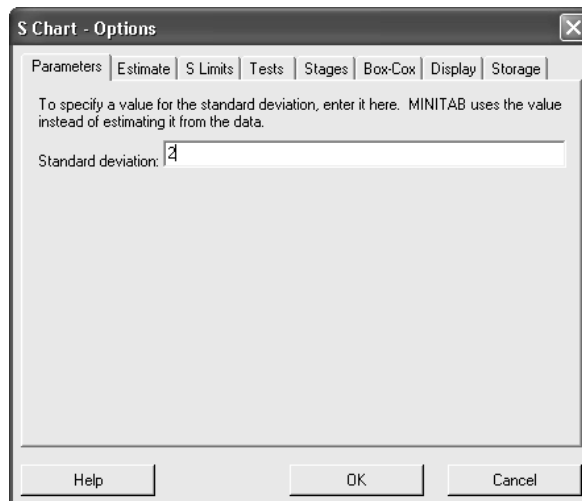 S Chart - Options
Parameters Estimate S Limits Tests Stages Box-Cox Display Storage
To specify a value for the standard deviation, enter it here. MINITAB uses the value
instead of estimating it from the data.
Standard deviation: 2
Help OK Cancel